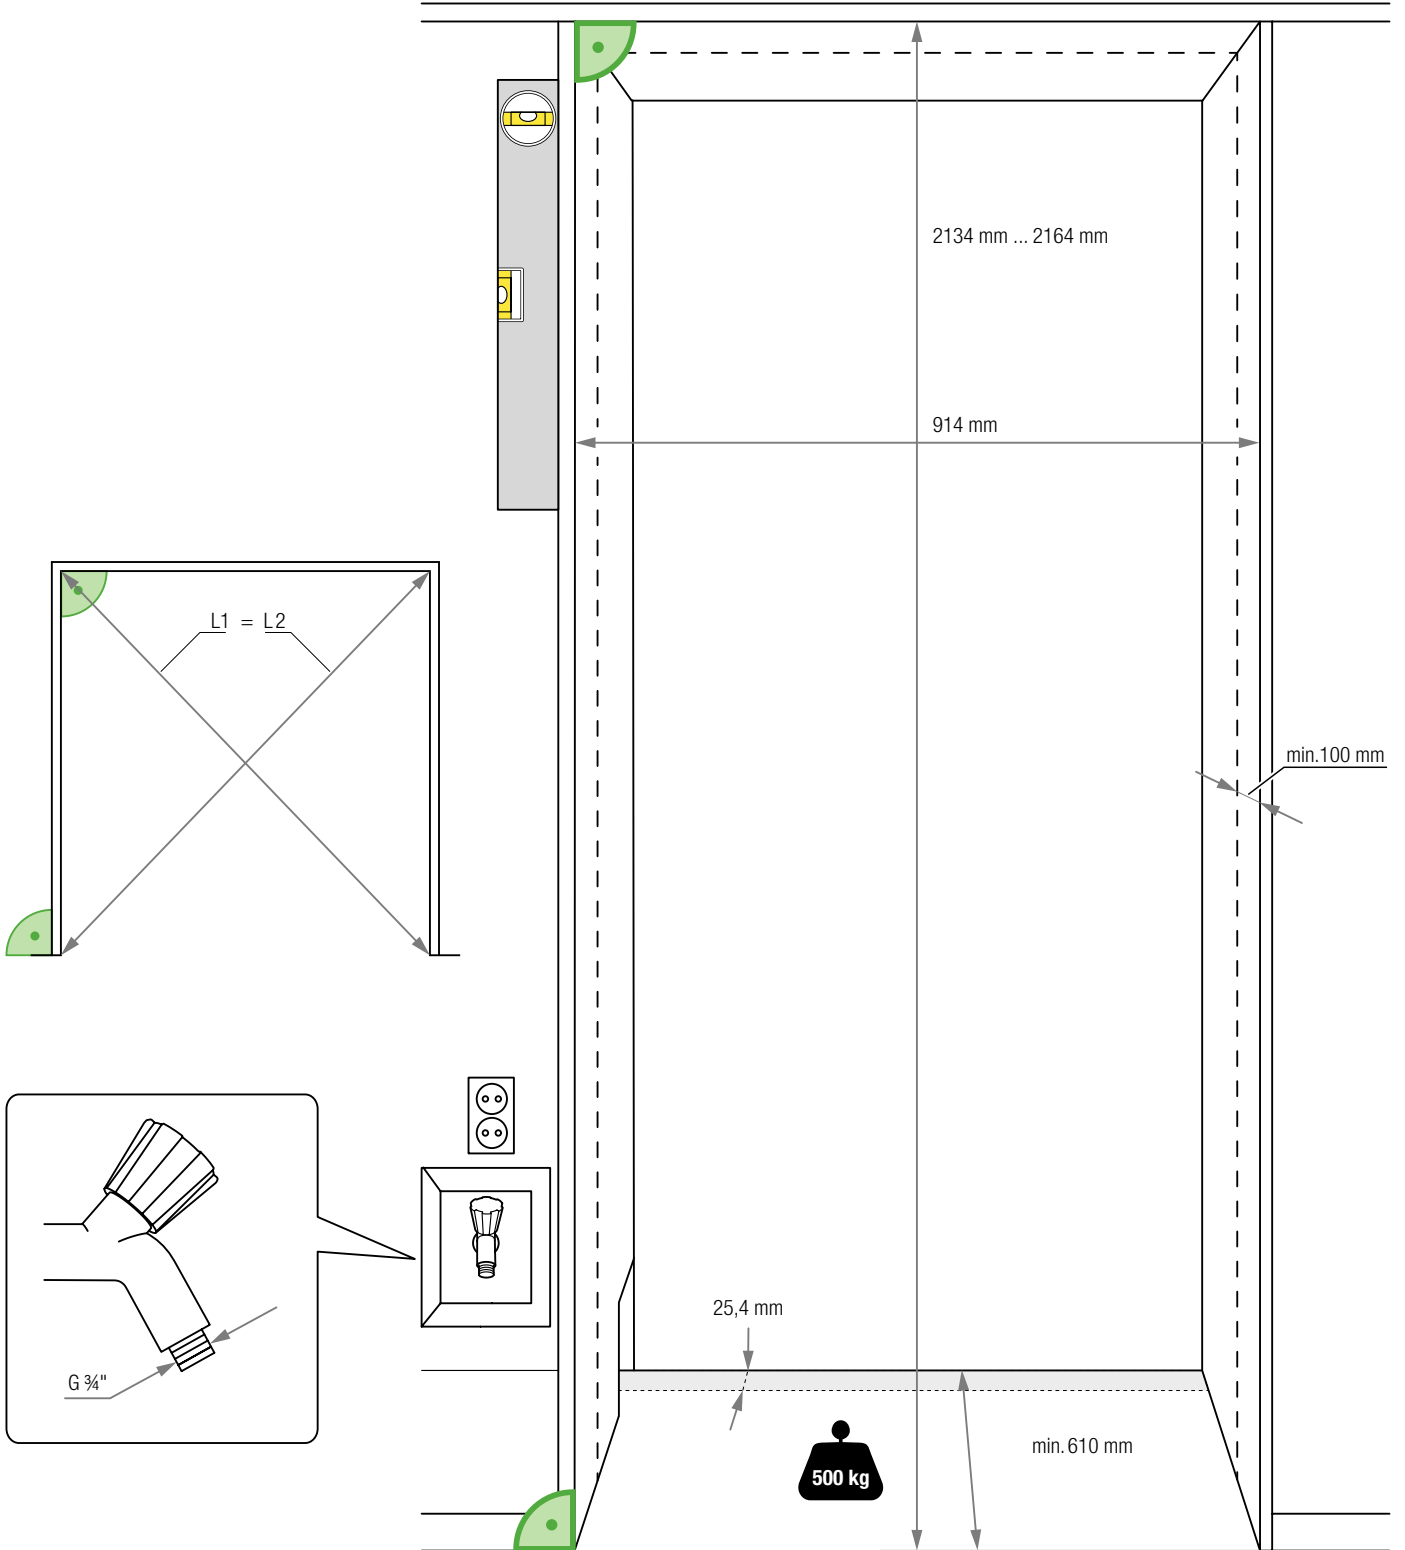 2134 mm ... 2164 mm
914 mm
L1 = L2
min.100 mm
25,4 mm
G ¾"
min. 610 mm
500 kg